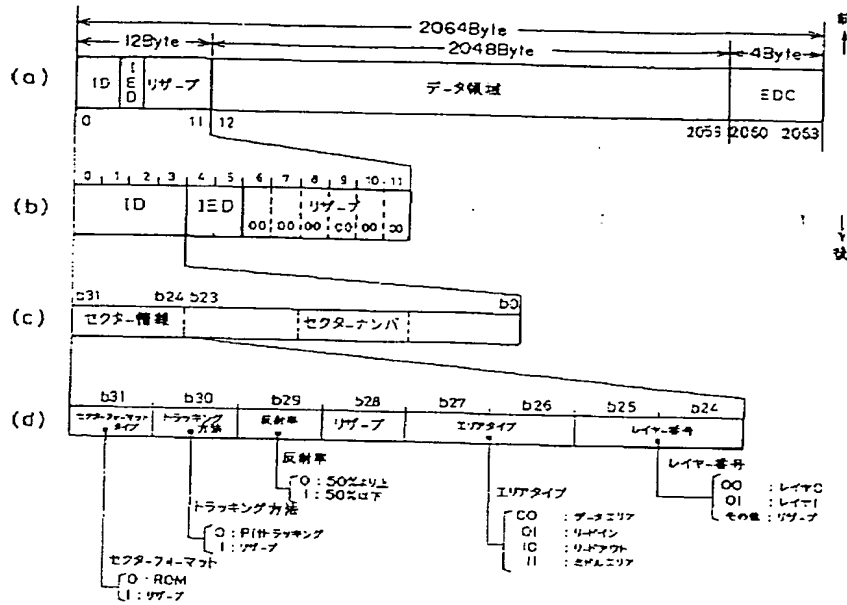 2064Byte
12Byte 2048Byte 4Byte
(a) ID IED リザーブ データ領域 EDC
0 11 12 2059 2060 2063
0 1 2 3 4 5 6 7 8 9 10 11
(b) ID IED リザーブ
00 00 00 00 00 00
後
b31 b24 b23 b0
(c) セクター情報 セクターナンバ
b31 b30 b29 b28 b27 b26 b25 b24
(d) セクターフォーマットタイプ トラッキング方法 反射率 リザーブ エリアタイプ レイヤー番号
反射率
0 : 50%より上
1 : 50%以下
トラッキング方法
0 : Pitトラッキング
1 : リザーブ
セクターフォーマット
0 : ROM
1 : リザーブ
エリアタイプ
00 : データエリア
01 : リードイン
10 : リードアウト
11 : ミドルエリア
レイヤー番号
00 : レイヤ0
01 : レイヤ1
その他 : リザーブ